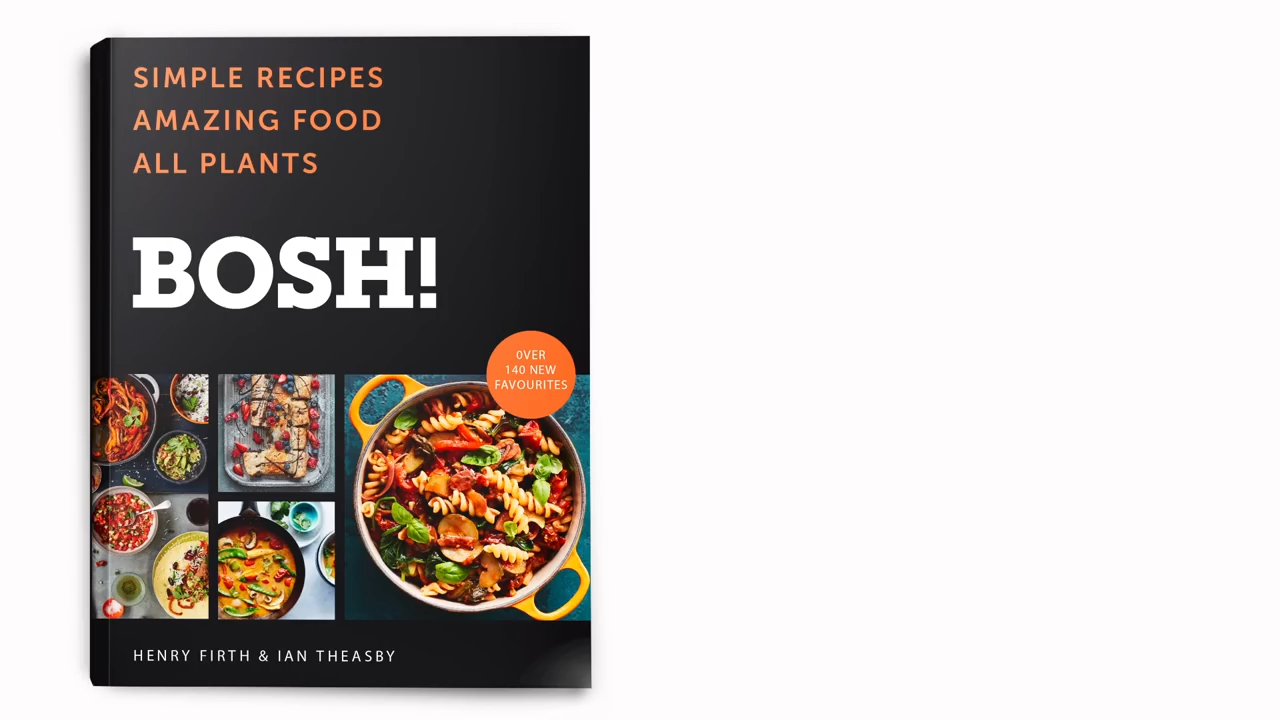 SIMPLE RECIPES
AMAZING FOOD
ALL PLANTS
BOSH!
OVER
140 NEW
FAVOURITES
HENRY FIRTH & IAN THEASBY